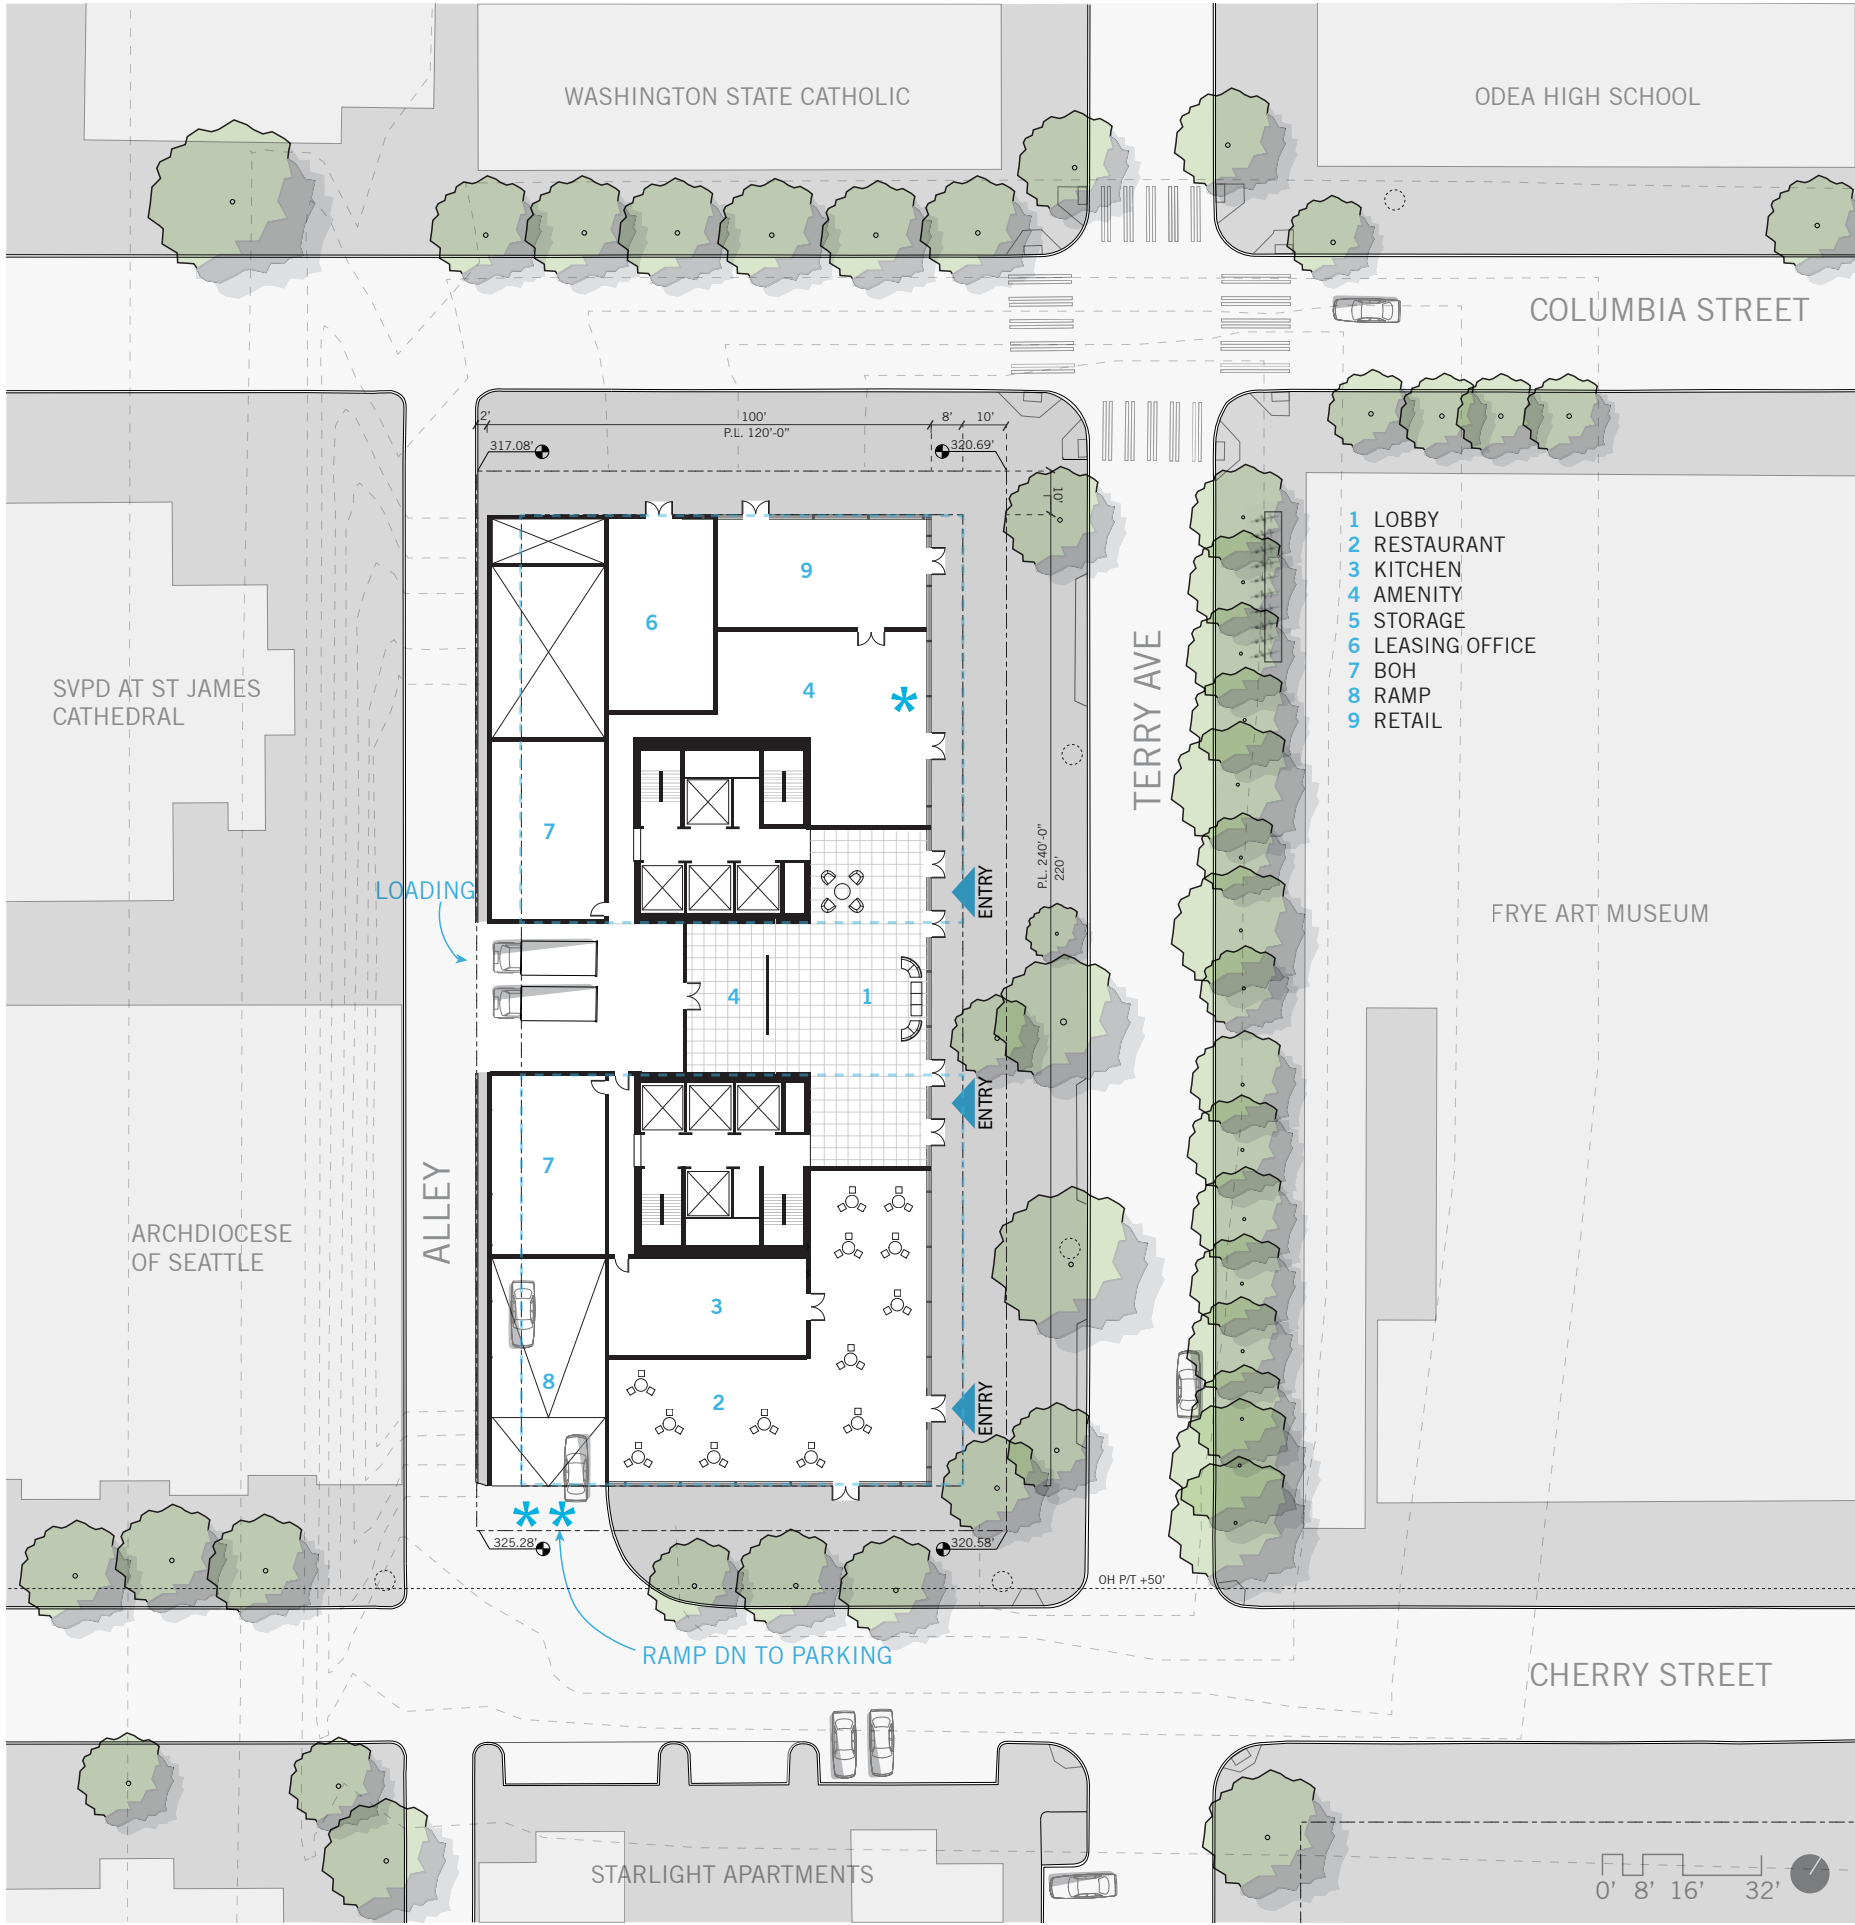 WASHINGTON STATE CATHOLIC
ODEA HIGH SCHOOL
COLUMBIA STREET
2'
100'
8'
10'
P.L. 120'-0"
317.08'
320.69'
10'
1 LOBBY
2 RESTAURANT
3 KITCHEN
4 AMENITY
5 STORAGE
6 LEASING OFFICE
7 BOH
8 RAMP
9 RETAIL
9
6
4
*
SVPD AT ST JAMES
CATHEDRAL
TERRY AVE
7
P.L. 240'-0"
220'
LOADING
ENTRY
FRYE ART MUSEUM
4
1
ENTRY
7
ALLEY
ARCHDIOCESE
OF SEATTLE
3
8
2
ENTRY
* *
325.28'
320.58'
OH P/T +50'
RAMP DN TO PARKING
CHERRY STREET
STARLIGHT APARTMENTS
0' 8' 16' 32'